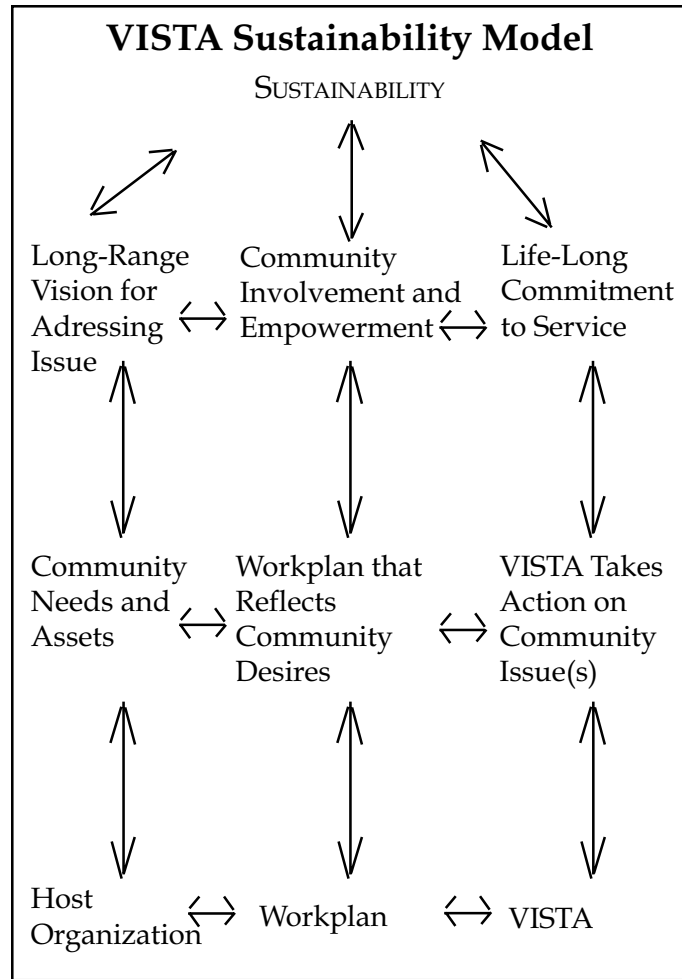 VISTA Sustainability Model
SUSTAINABILITY
Long-Range
Vision for
Adressing
Issue
Community
Involvement and
Empowerment
Life-Long
Commitment
to Service
Community
Needs and
Assets
Workplan that
Reflects
Community
Desires
VISTA Takes
Action on
Community
Issue(s)
Host
Organization
Workplan
VISTA